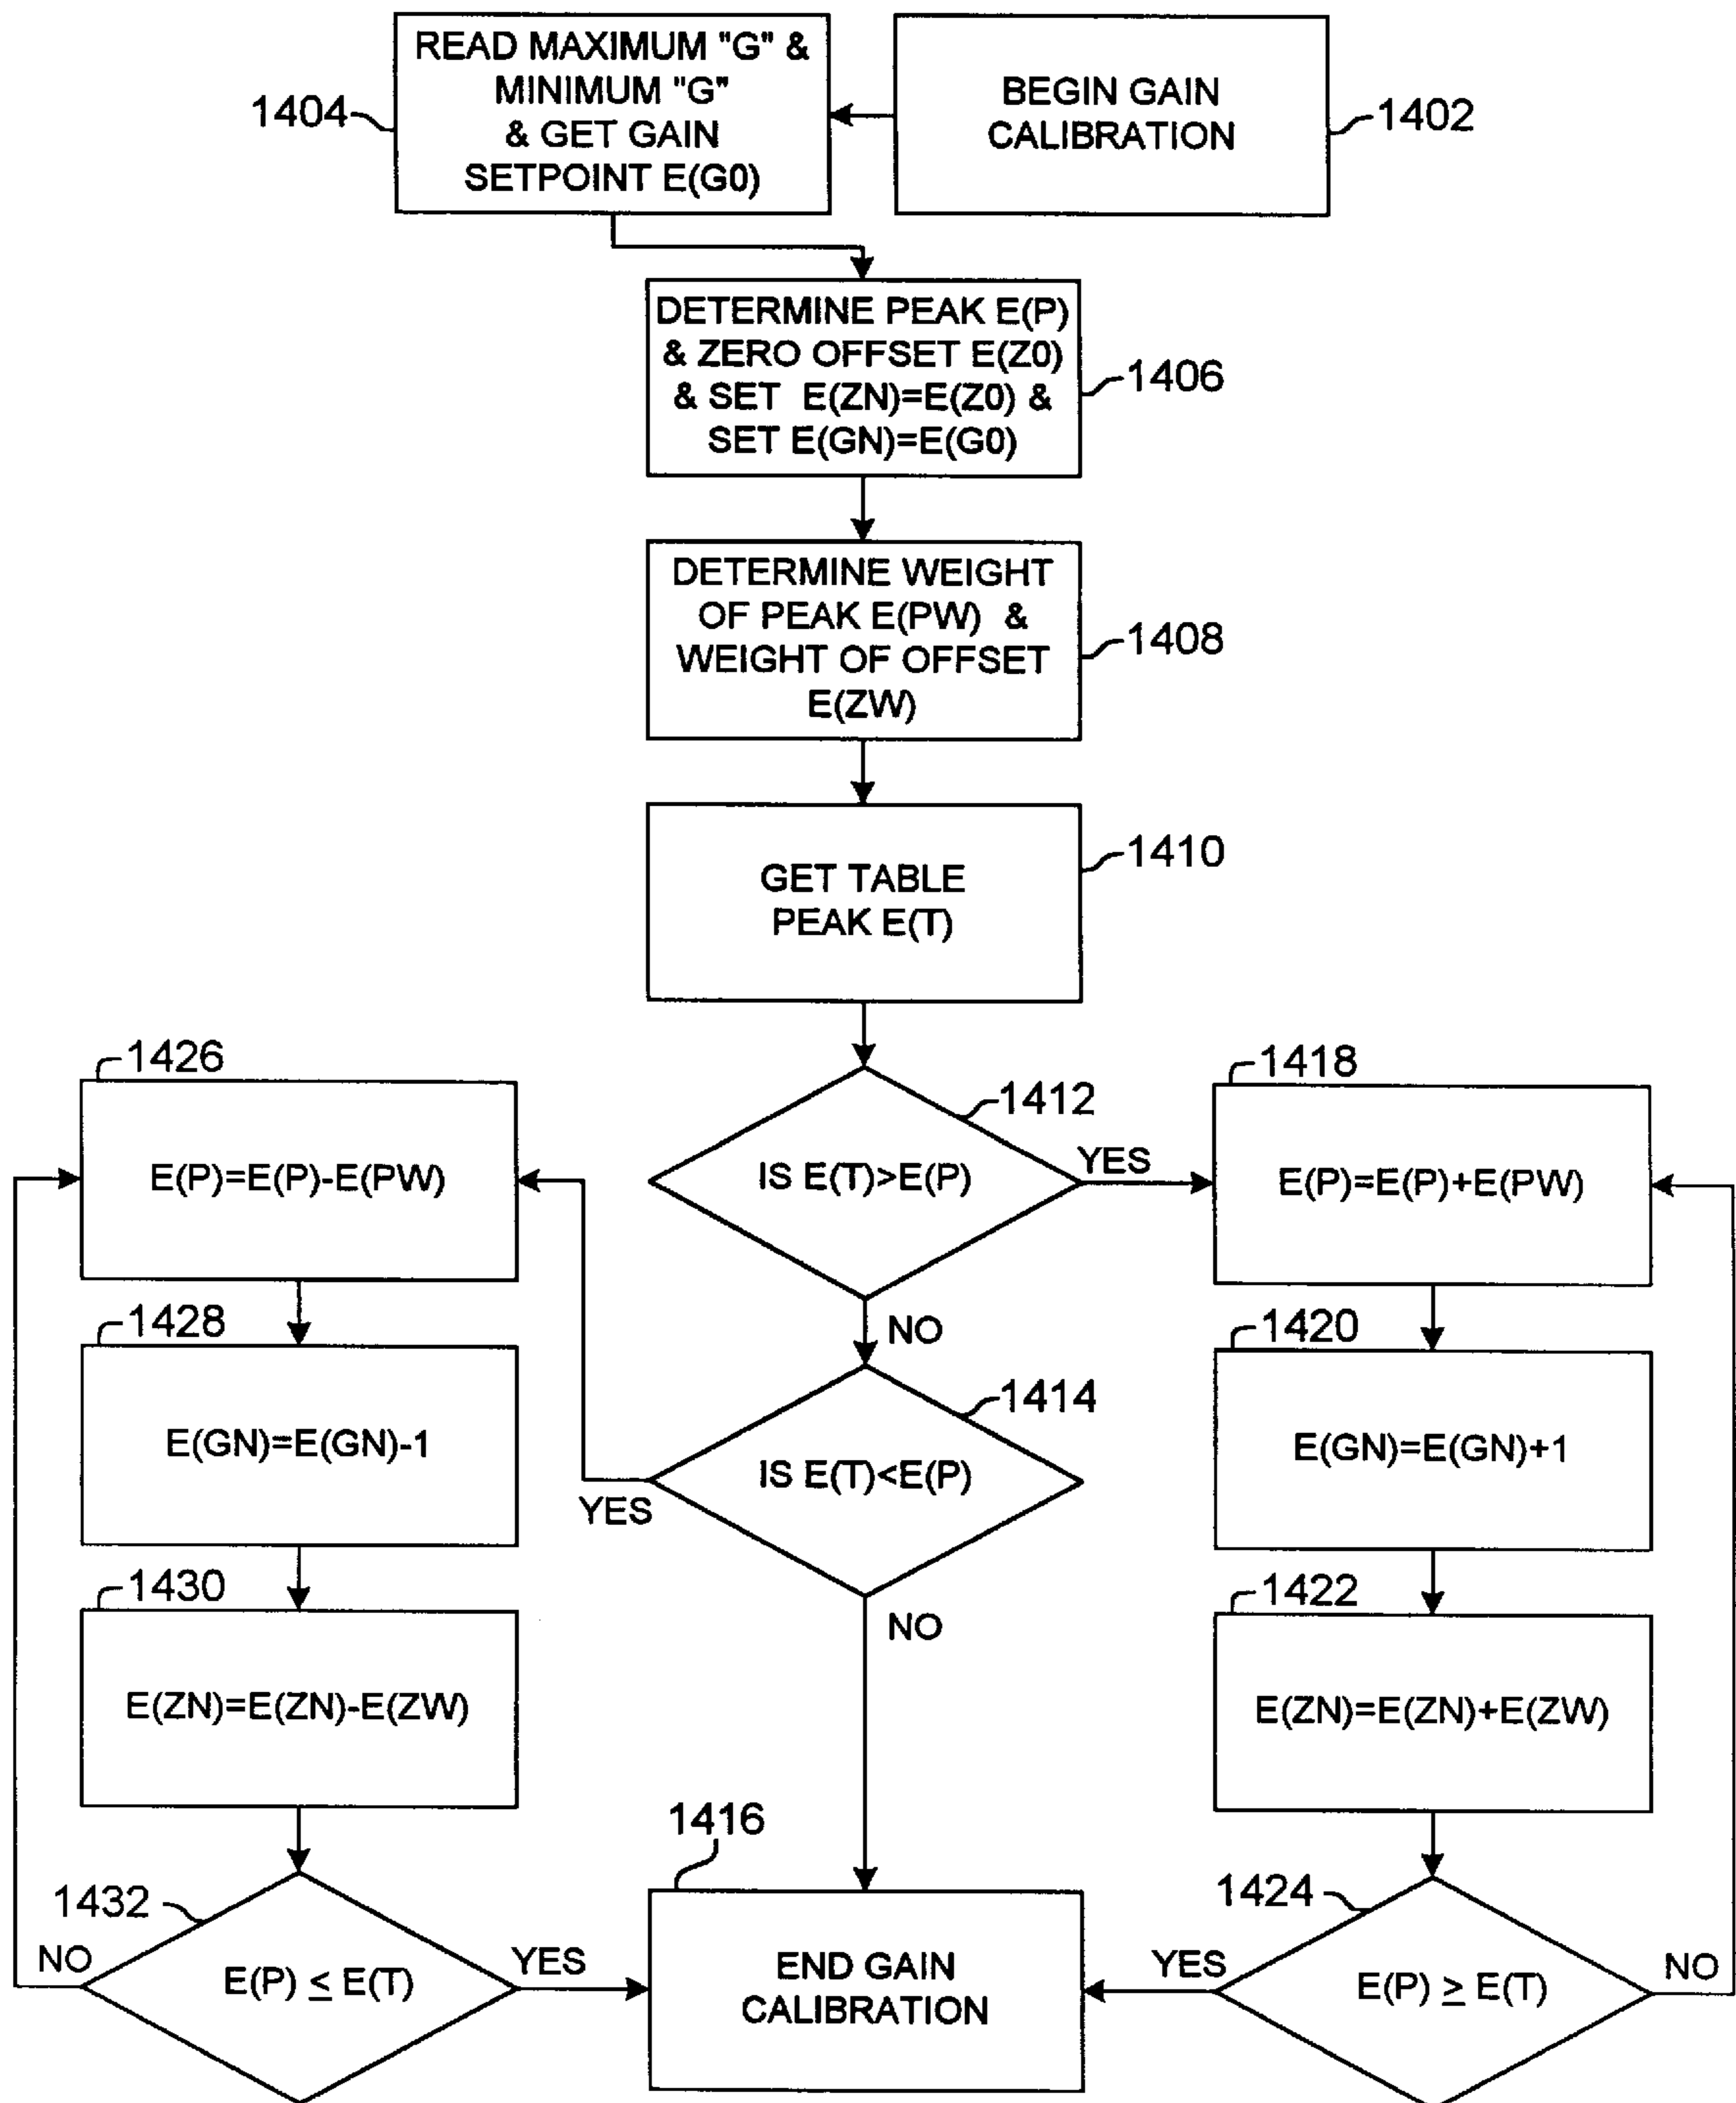 READ MAXIMUM "G" &
MINIMUM "G"
& GET GAIN
SETPOINT E(G0)
1404
BEGIN GAIN
CALIBRATION
1402
DETERMINE PEAK E(P)
& ZERO OFFSET E(Z0)
& SET E(ZN)=E(Z0) &
SET E(GN)=E(G0)
1406
DETERMINE WEIGHT
OF PEAK E(PW) &
WEIGHT OF OFFSET
E(ZW)
1408
GET TABLE
PEAK E(T)
1410
1426
E(P)=E(P)-E(PW)
1412
IS E(T)>E(P)
YES
NO
1418
E(P)=E(P)+E(PW)
1428
E(GN)=E(GN)-1
1414
IS E(T)<E(P)
YES
NO
1420
E(GN)=E(GN)+1
1430
E(ZN)=E(ZN)-E(ZW)
1422
E(ZN)=E(ZN)+E(ZW)
1432
NO
E(P) ≤ E(T)
YES
1416
END GAIN
CALIBRATION
1424
YES
E(P) ≥ E(T)
NO